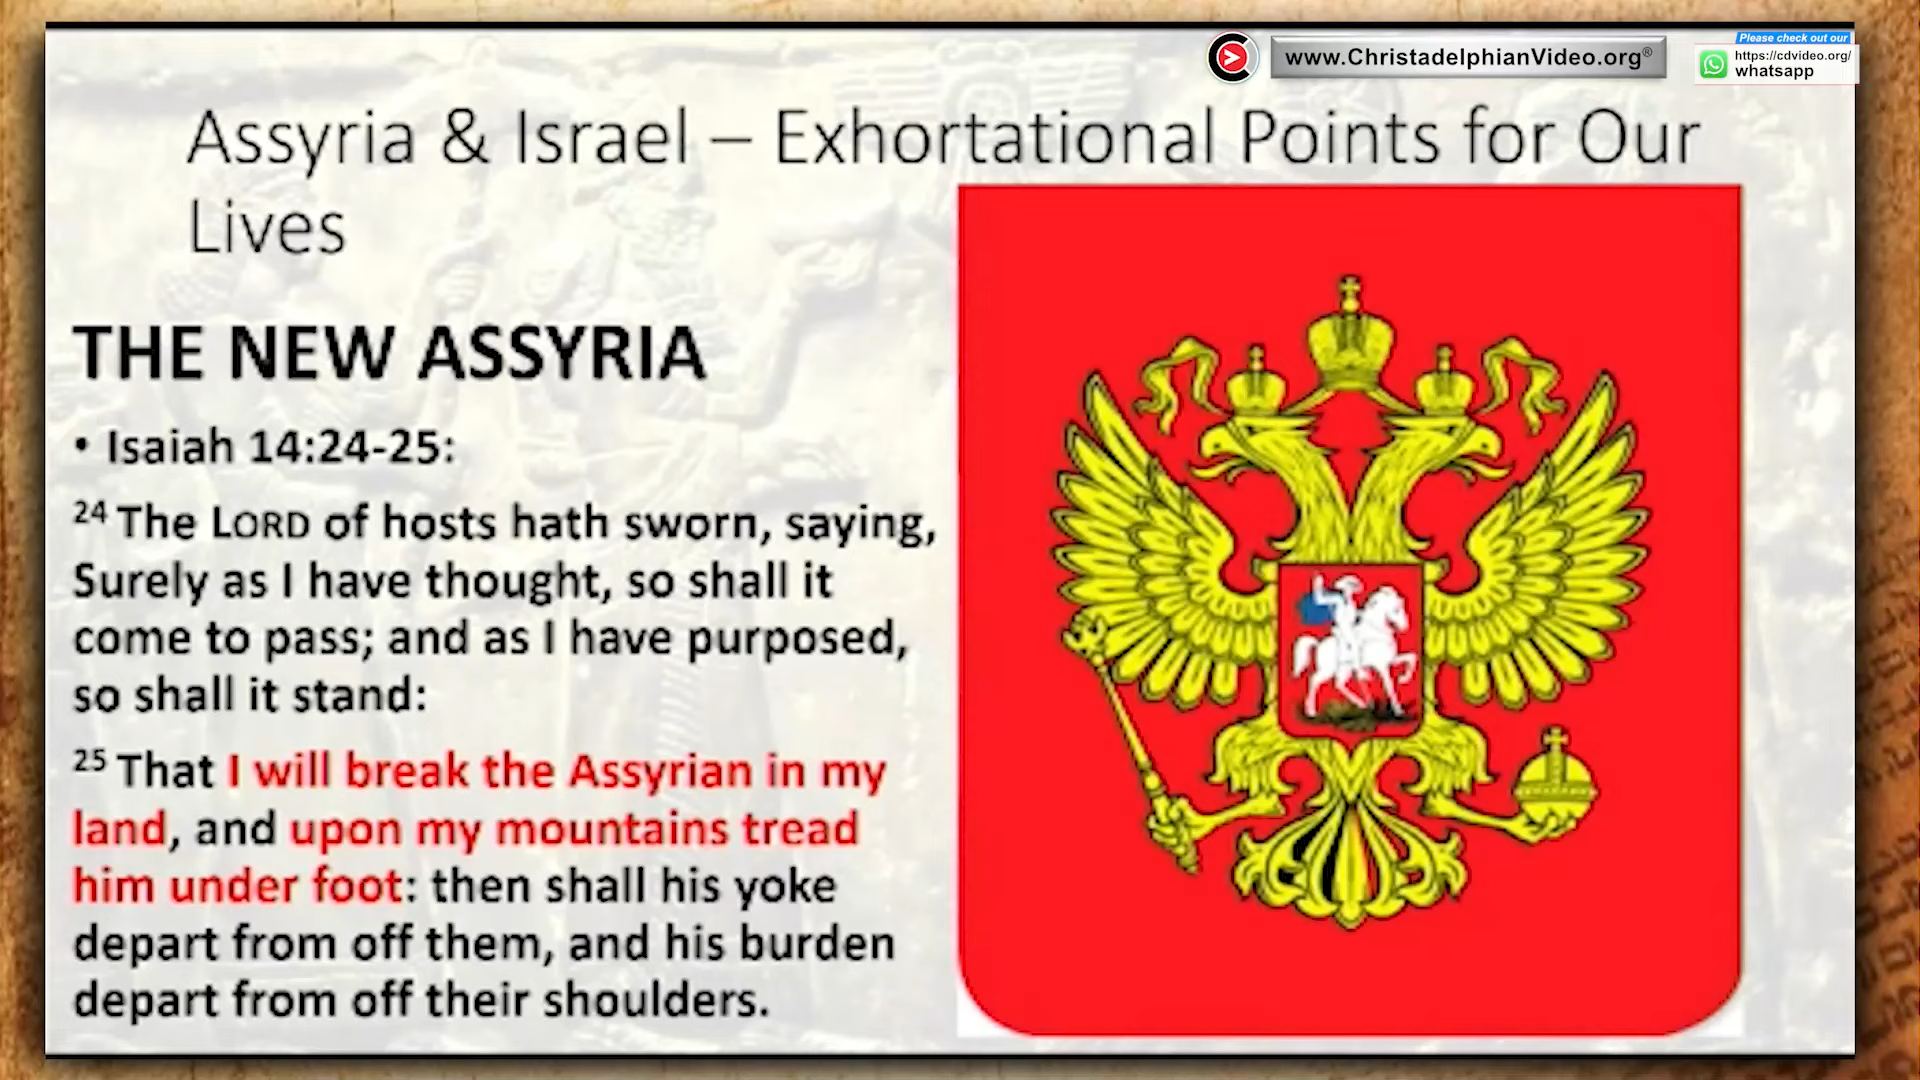 Please check out our
www.ChristadelphianVideo.org®
https://cdvideo.org/
whatsapp
Assyria & Israel – Exhortational Points for Our
Lives
THE NEW ASSYRIA
• Isaiah 14:24-25:
24 The LORD of hosts hath sworn, saying,
Surely as I have thought, so shall it
come to pass; and as I have purposed,
so shall it stand:
25 That I will break the Assyrian in my
land, and upon my mountains tread
him under foot: then shall his yoke
depart from off them, and his burden
depart from off their shoulders.